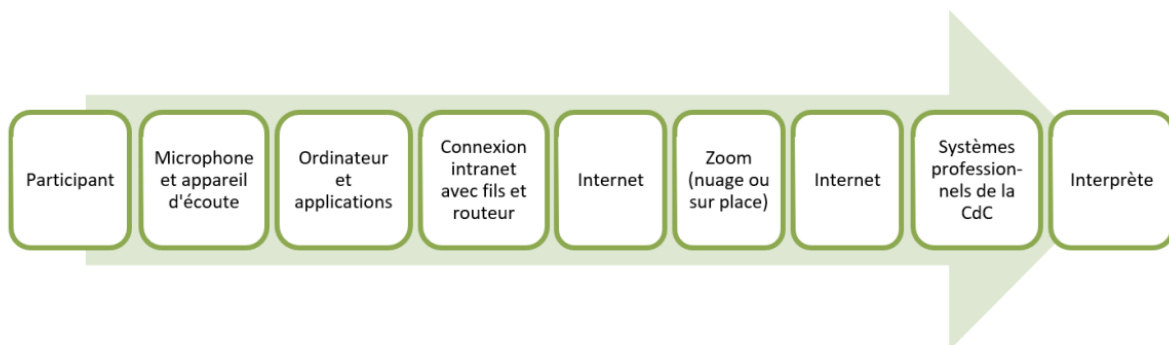 Participant
Microphone
et appareil
d'écoute
Ordinateur
et
applications
Connexion
intranet
avec fils et
routeur
Internet
Zoom
(nuage ou
sur place)
Internet
Systèmes
profession-
nels de la
CdC
Interprète